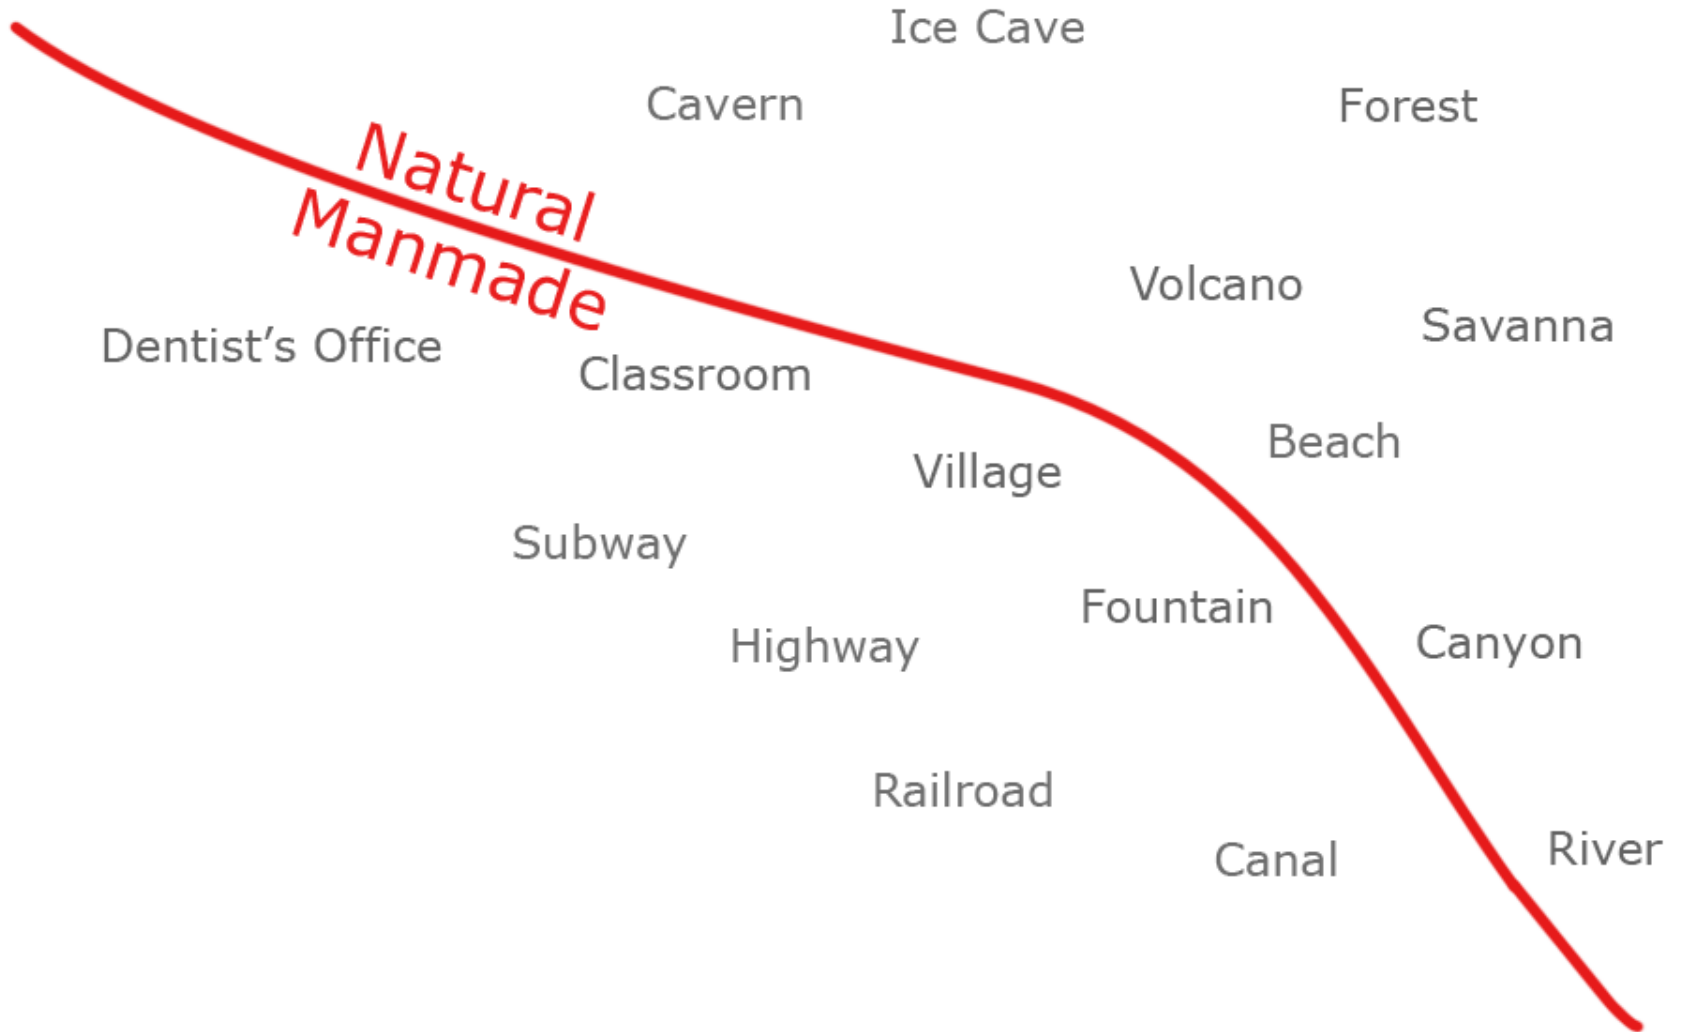 Ice Cave
Cavern
Forest
Natural
Manmade
Volcano
Savanna
Dentist’s Office
Classroom
Beach
Village
Subway
Fountain
Highway
Canyon
Railroad
River
Canal